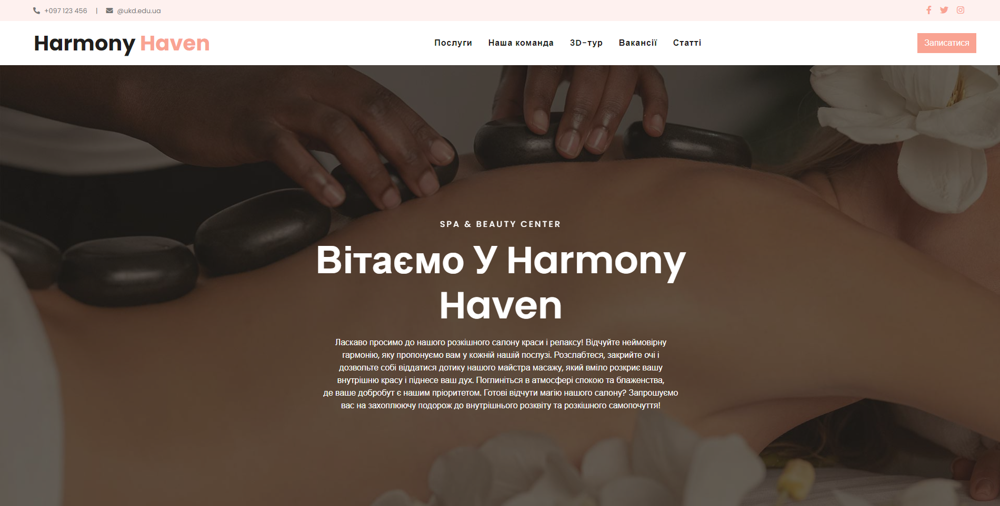 +097 123 456 | @ukd.edu.ua
Harmony Haven
Послуги Наша команда 3D-тур Вакансії Статті
Записатися
SPA & BEAUTY CENTER
Вітаємо У Harmony
Haven
Ласкаво просимо до нашого розкішного салону краси і релаксу! Відчуйте неймовірну
гармонію, яку пропонуємо вам у кожній нашій послузі. Розслабтеся, закрийте очі і
дозвольте собі віддатися дотику нашого майстра масажу, який вміло розкриє вашу
внутрішню красу і піднесе ваш дух. Поглиніться в атмосфері спокою та блаженства,
де ваше добробут є нашим пріоритетом. Готові відчути магію нашого салону? Запрошуємо
вас на захоплюючу подорож до внутрішнього розквіту та розкішного самопочуття!